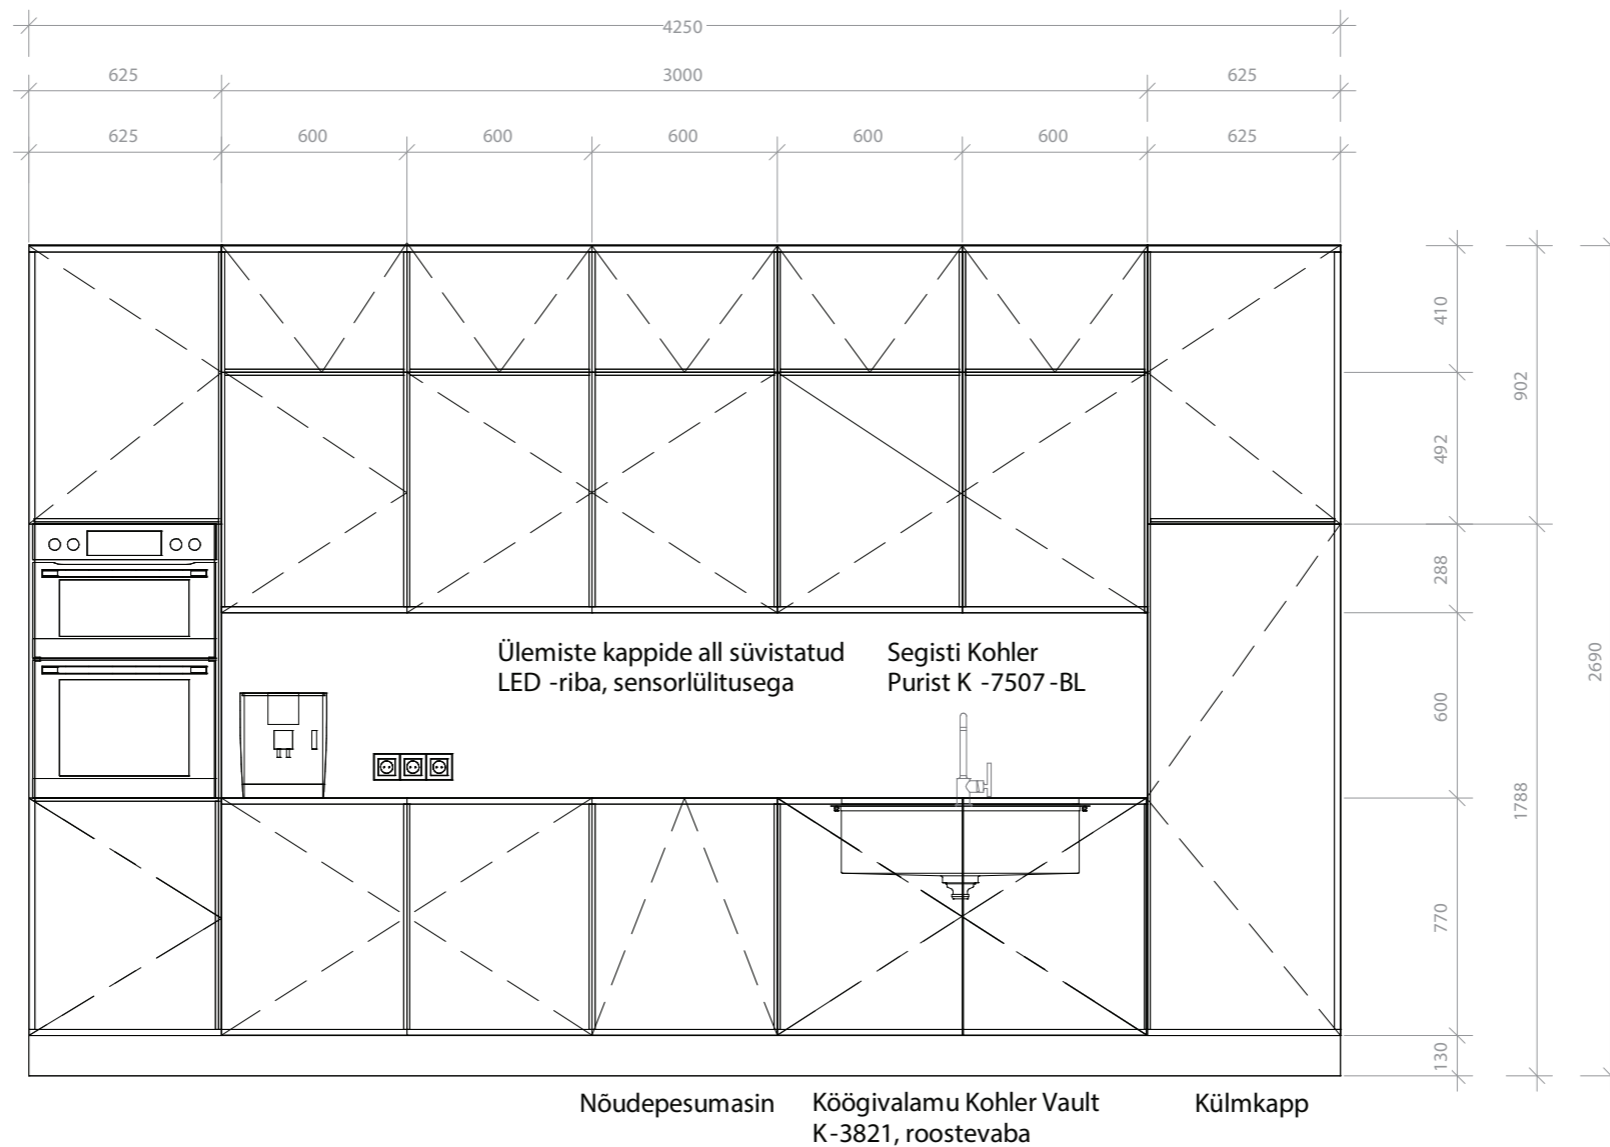 4250
625 3000 625
625 600 600 600 600 600 625
410
902
492
288
2690
600
1788
770
130
Ülemiste kappide all süvistatud
LED -riba, sensorlülitusega
Segisti Kohler
Purist K -7507 -BL
Nõudepesumasin
Köögivalamu Kohler Vault
K-3821, roostevaba
Külmkapp